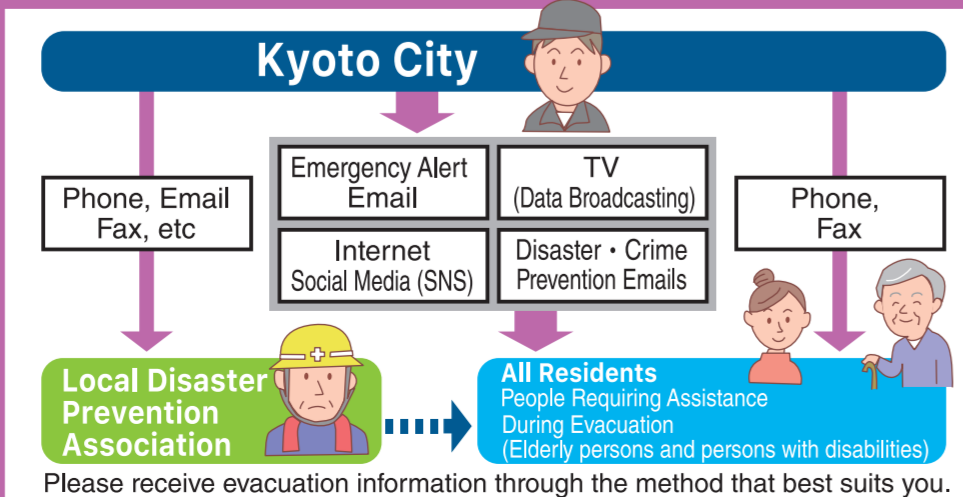 Kyoto City
Phone, Email
Fax, etc
Emergency Alert
Email
TV
(Data Broadcasting)
Internet
Social Media (SNS)
Disaster・Crime
Prevention Emails
Phone,
Fax
Local Disaster
Prevention
Association
All Residents
People Requiring Assistance
During Evacuation
(Elderly persons and persons with disabilities)
Please receive evacuation information through the method that best suits you.